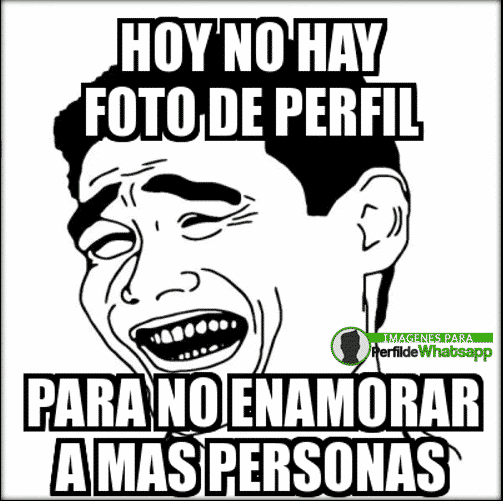 HOY NO HAY
FOTO DE PERFIL
IMAGENES PARA
PerfildeWhatsapp
PARA NO ENAMORAR
A MAS PERSONAS